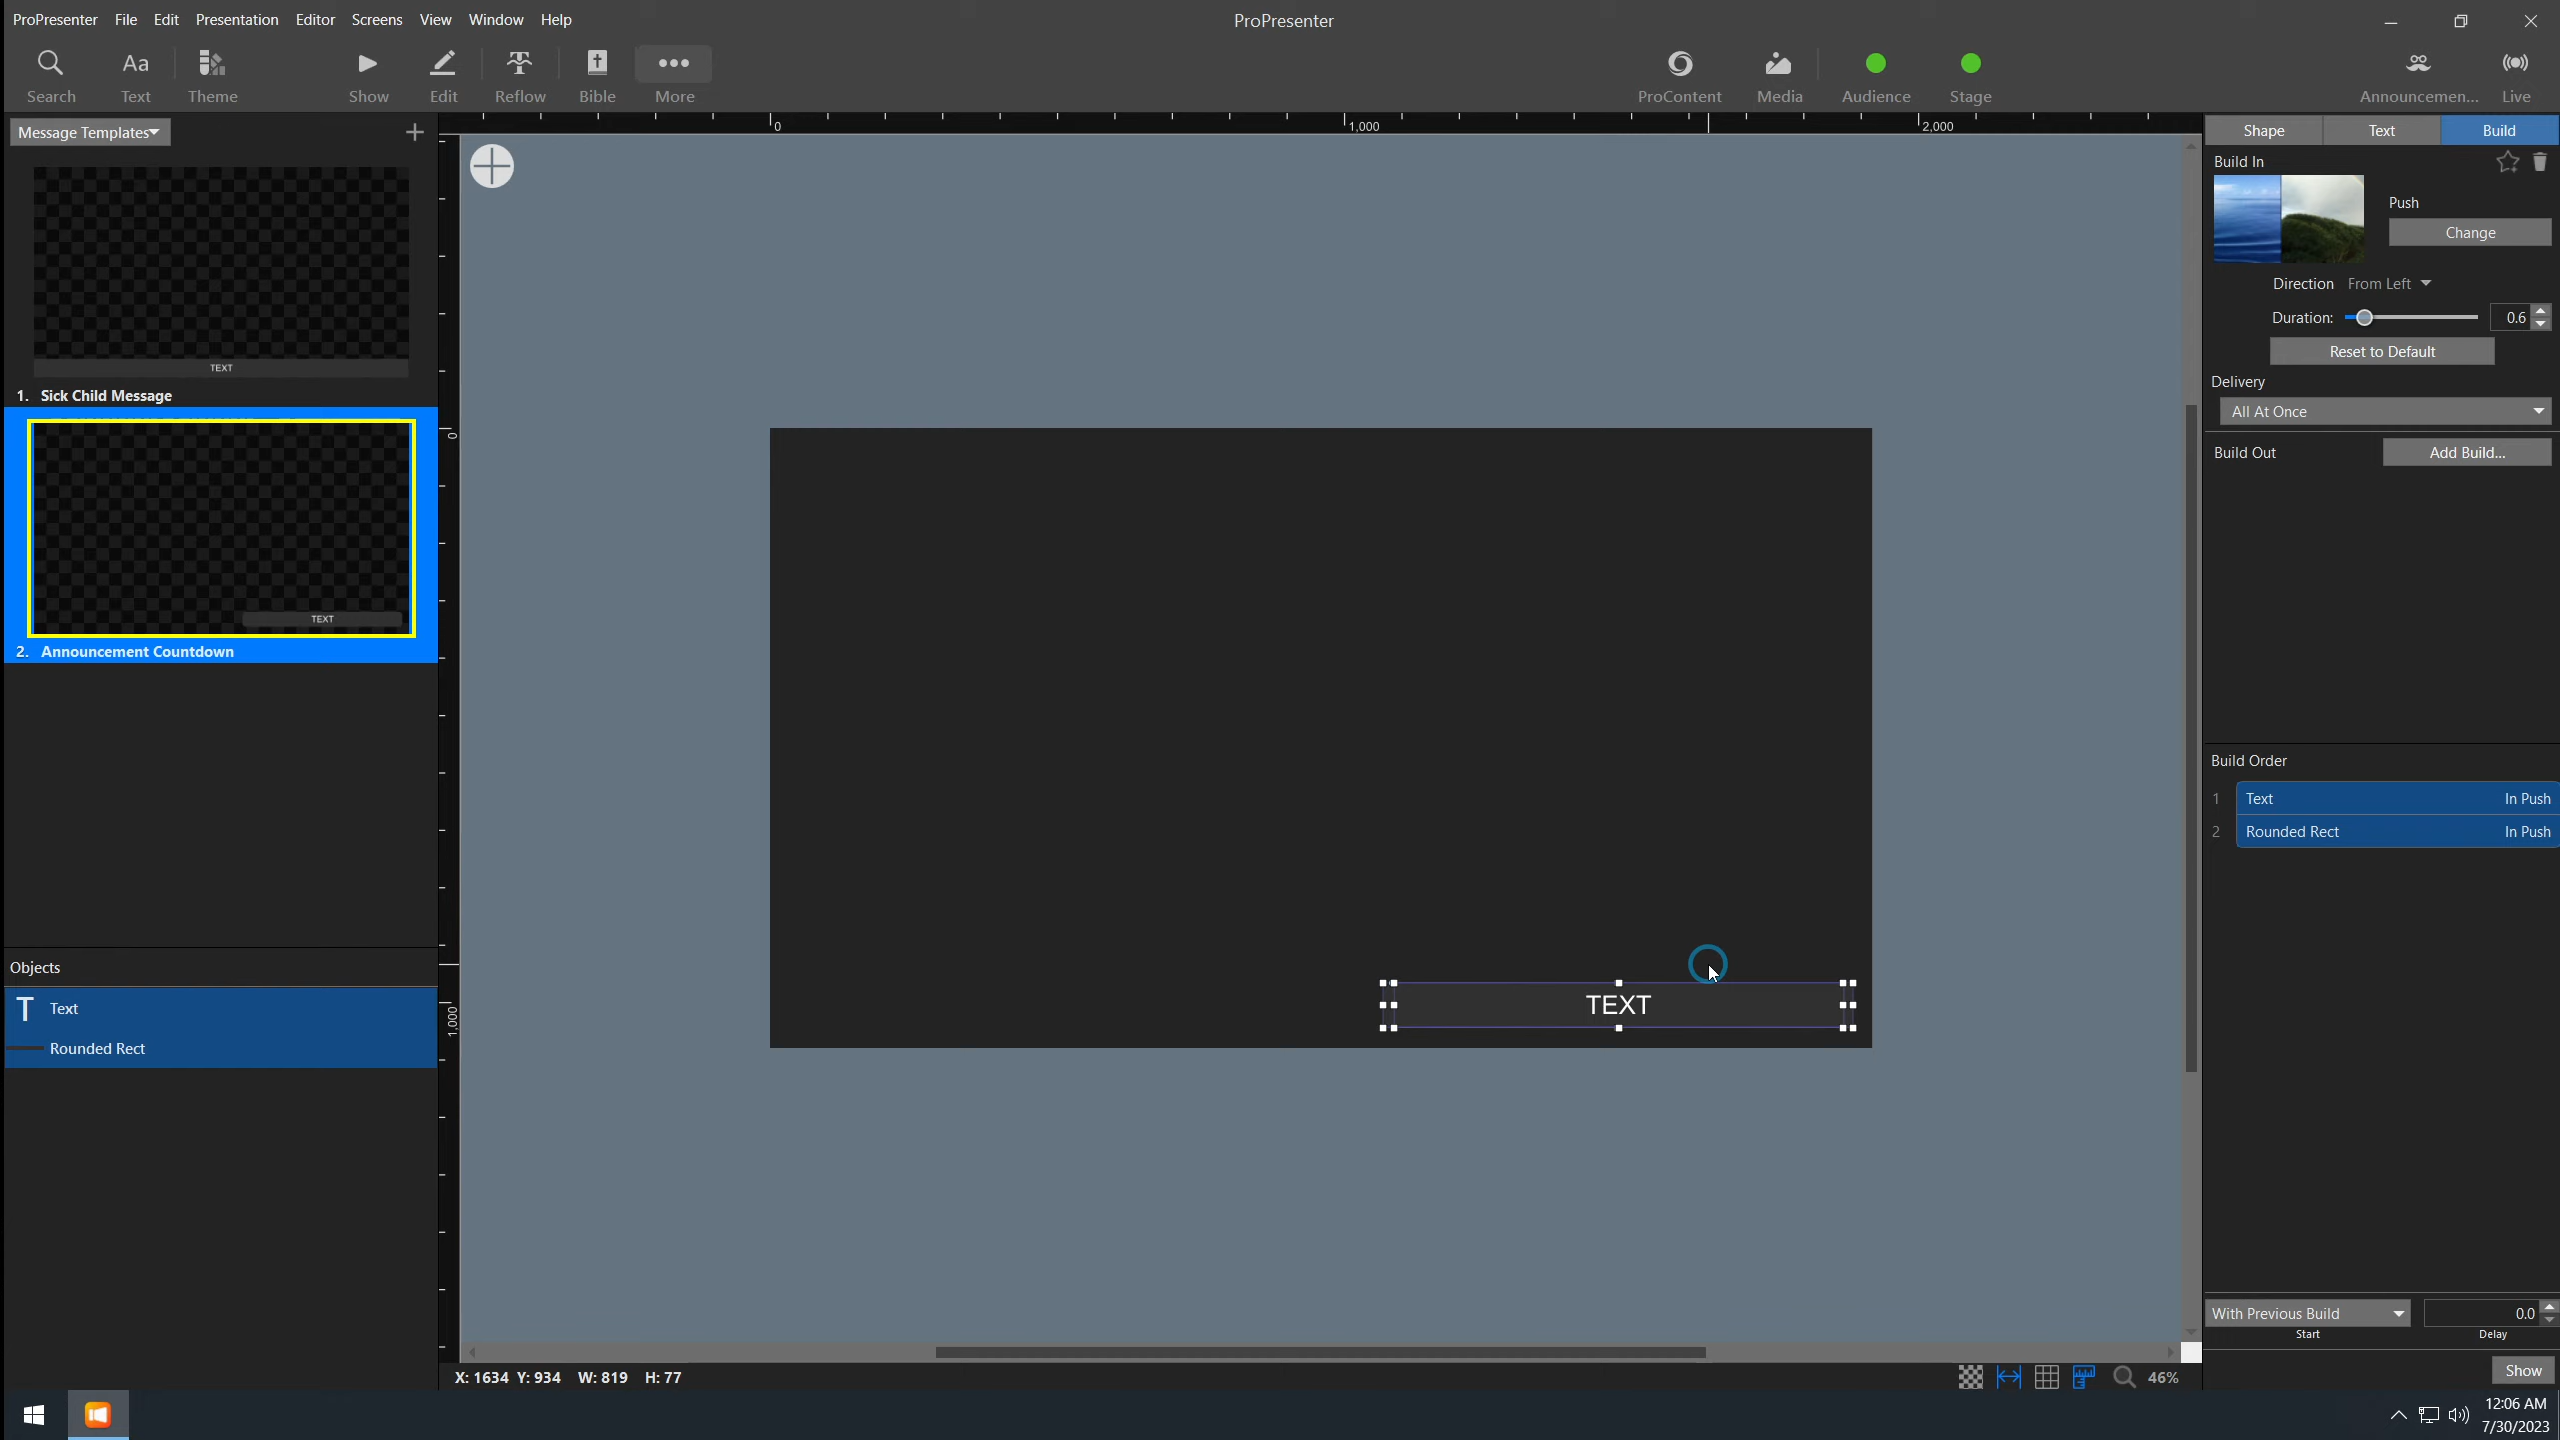 ProPresenter File Edit Presentation Editor Screens View Window Help
ProPresenter
Search Text Theme Show Edit Reflow Bible More
ProContent Media Audience Stage Announcemen... Live
Message Templates
TEXT
1. Sick Child Message
TEXT
2. Announcement Countdown
Objects
T Text
Rounded Rect
0 1,000 2,000
0
1,000
TEXT
X: 1634 Y: 934 W: 819 H: 77
46%
Shape Text Build
Build In
Push
Change
Direction From Left
Duration: 0.6
Reset to Default
Delivery
All At Once
Build Out Add Build...
Build Order
1 Text In Push
2 Rounded Rect In Push
With Previous Build 0.0
Start Delay
Show
12:06 AM
7/30/2023